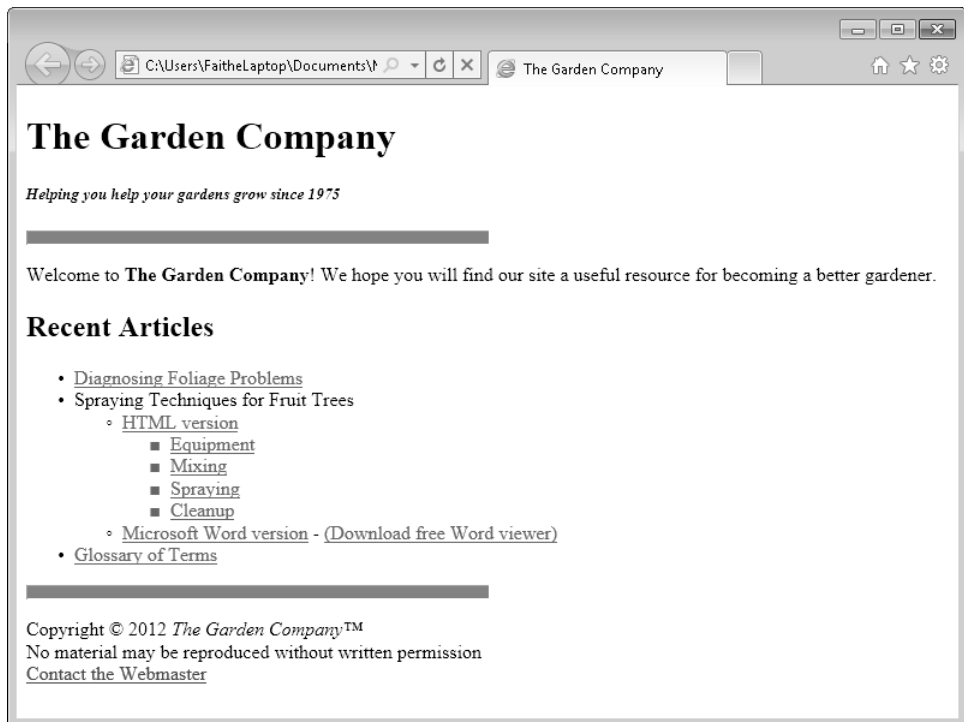 C:\Users\FaitheLaptop\Documents\
The Garden Company
The Garden Company
Helping you help your gardens grow since 1975
Welcome to The Garden Company! We hope you will find our site a useful resource for becoming a better gardener.
Recent Articles
• Diagnosing Foliage Problems
• Spraying Techniques for Fruit Trees
◦ HTML version
▪ Equipment
▪ Mixing
▪ Spraying
▪ Cleanup
◦ Microsoft Word version - (Download free Word viewer)
• Glossary of Terms
Copyright © 2012 The Garden Company™
No material may be reproduced without written permission
Contact the Webmaster